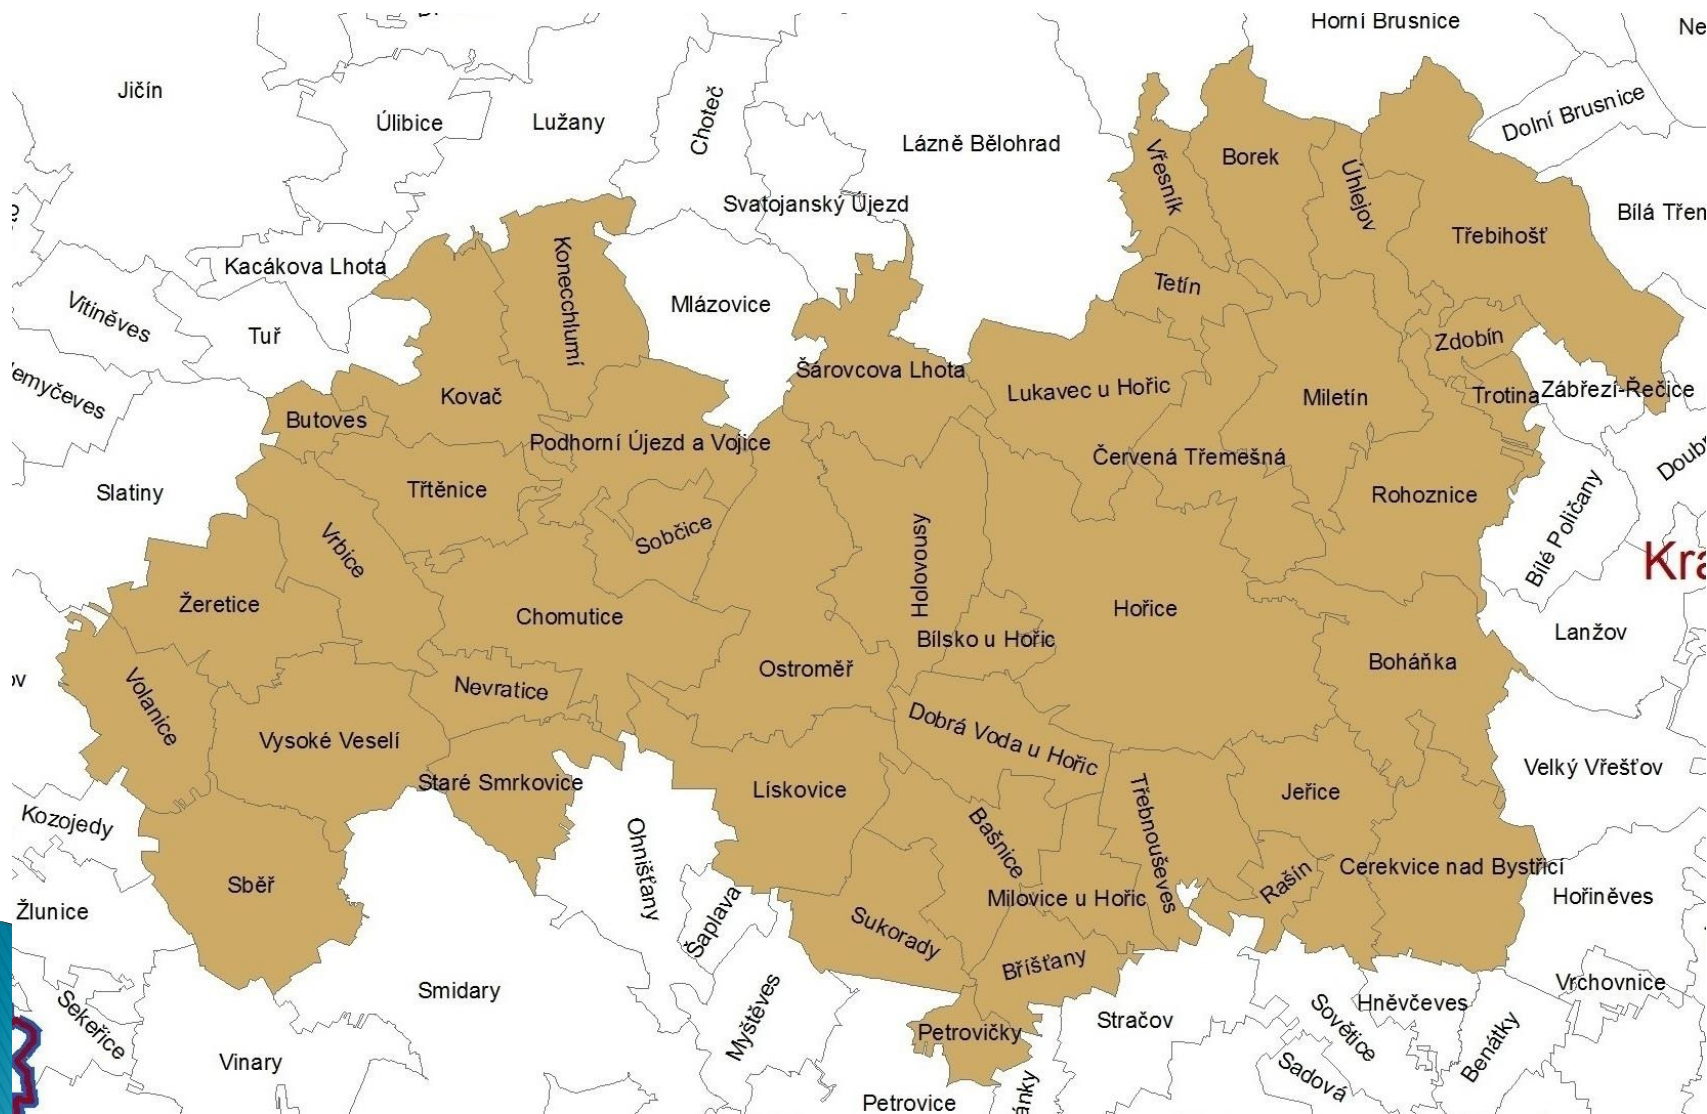 Horní Brusnice
Jičín
Úlibice
Lužany
Choteč
Lázně Bělohrad
Vřesník
Borek
Úhlejov
Dolní Brusnice
Svatojanský Újezd
Třebihošť
Kacákova Lhota
Konecchlumí
Tetín
Vitiněves
Tuř
Mlázovice
Zdobín
Šárovcova Lhota
Lukavec u Hořic
Miletín
Trotina
Zábřezí-Řečice
Kovač
Butoves
Podhorní Újezd a Vojice
Červená Třemešná
Slatiny
Třtěnice
Rohoznice
Sobčice
Vrbice
Holovousy
Bílé Poličany
Žeretice
Chomutice
Hořice
Bílsko u Hořic
Lanžov
Ostroměř
Boháňka
Nevratice
Volanice
Vysoké Veselí
Dobrá Voda u Hořic
Velký Vřešťov
Staré Smrkovice
Lískovice
Třebnouševes
Jeřice
Kozojedy
Bašnice
Ohnišťany
Cerekvice nad Bystřicí
Sběř
Rašín
Milovice u Hořic
Hořiněves
Žlunice
Šaplava
Sukorady
Bříšťany
Smidary
Vrchovnice
Hněvčeves
Sekeřice
Myštěves
Petrovičky
Stračov
Sovětice
Benátky
Vinary
Sadová
Petrovice